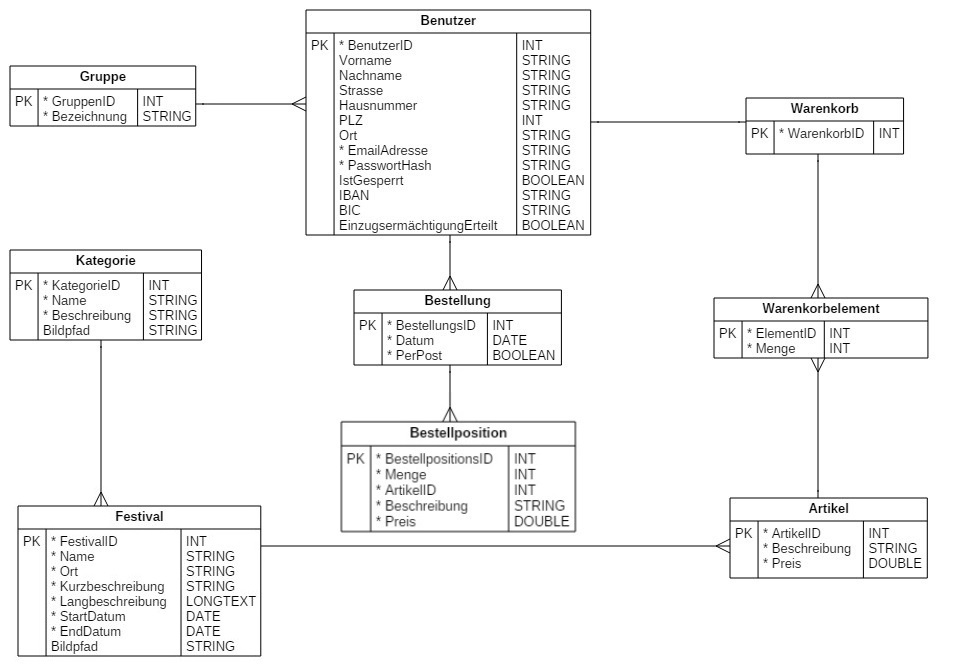 Benutzer
PK * BenutzerID INT
Vorname STRING
Nachname STRING
Strasse STRING
Hausnummer STRING
PLZ INT
Ort STRING
* EmailAdresse STRING
* PasswortHash STRING
IstGesperrt BOOLEAN
IBAN STRING
BIC STRING
EinzugsermächtigungErteilt BOOLEAN
Gruppe
PK * GruppenID INT
* Bezeichnung STRING
Warenkorb
PK * WarenkorbID INT
Kategorie
PK * KategorieID INT
* Name STRING
* Beschreibung STRING
Bildpfad STRING
Bestellung
PK * BestellungsID INT
* Datum DATE
* PerPost BOOLEAN
Warenkorbelement
PK * ElementID INT
* Menge INT
Bestellposition
PK * BestellpositionsID INT
* Menge INT
* ArtikelID INT
* Beschreibung STRING
* Preis DOUBLE
Festival
PK * FestivalID INT
* Name STRING
* Ort STRING
* Kurzbeschreibung STRING
* Langbeschreibung LONGTEXT
* StartDatum DATE
* EndDatum DATE
Bildpfad STRING
Artikel
PK * ArtikelID INT
* Beschreibung STRING
* Preis DOUBLE